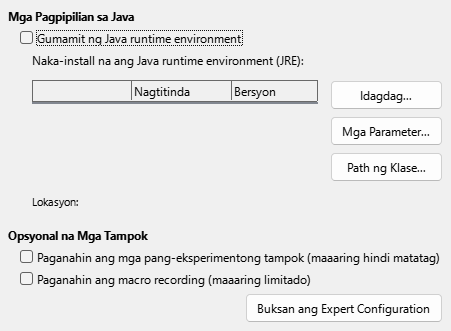 Mga Pagpipilian sa Java
Gumamit ng Java runtime environment
Naka-install na ang Java runtime environment (JRE):
Nagtitinda Bersyon
Idagdag...
Mga Parameter...
Path ng Klase...
Lokasyon:
Opsyonal na Mga Tampok
Paganahin ang mga pang-eksperimentong tampok (maaaring hindi matatag)
Paganahin ang macro recording (maaaring limitado)
Buksan ang Expert Configuration